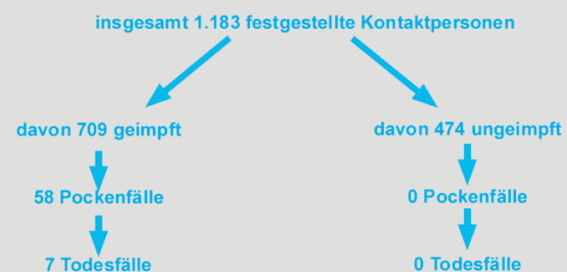 insgesamt 1.183 festgestellte Kontaktpersonen
davon 709 geimpft
davon 474 ungeimpft
58 Pockenfälle
0 Pockenfälle
7 Todesfälle
0 Todesfälle